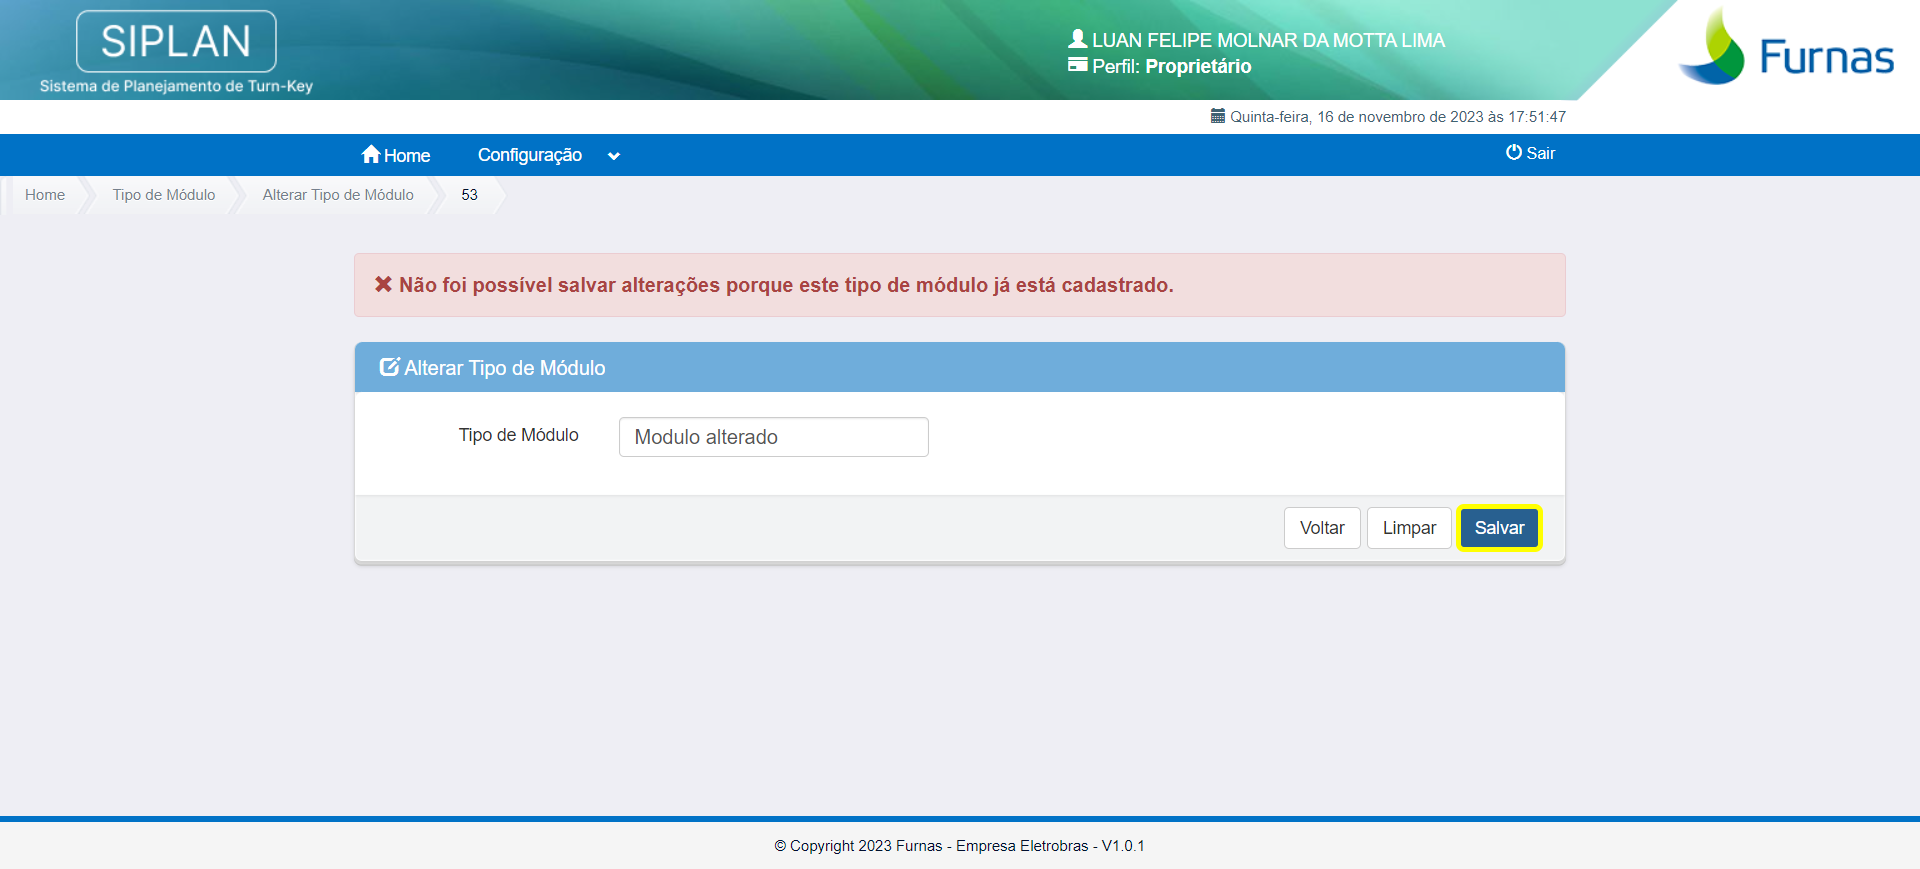 SIPLAN
Sistema de Planejamento de Turn-Key
LUAN FELIPE MOLNAR DA MOTTA LIMA
Perfil: Proprietário
Furnas
Quinta-feira, 16 de novembro de 2023 às 17:51:47
Home Configuração Sair
Home Tipo de Módulo Alterar Tipo de Módulo 53
Não foi possível salvar alterações porque este tipo de módulo já está cadastrado.
Alterar Tipo de Módulo
Tipo de Módulo Modulo alterado
Voltar Limpar Salvar
© Copyright 2023 Furnas - Empresa Eletrobras - V1.0.1